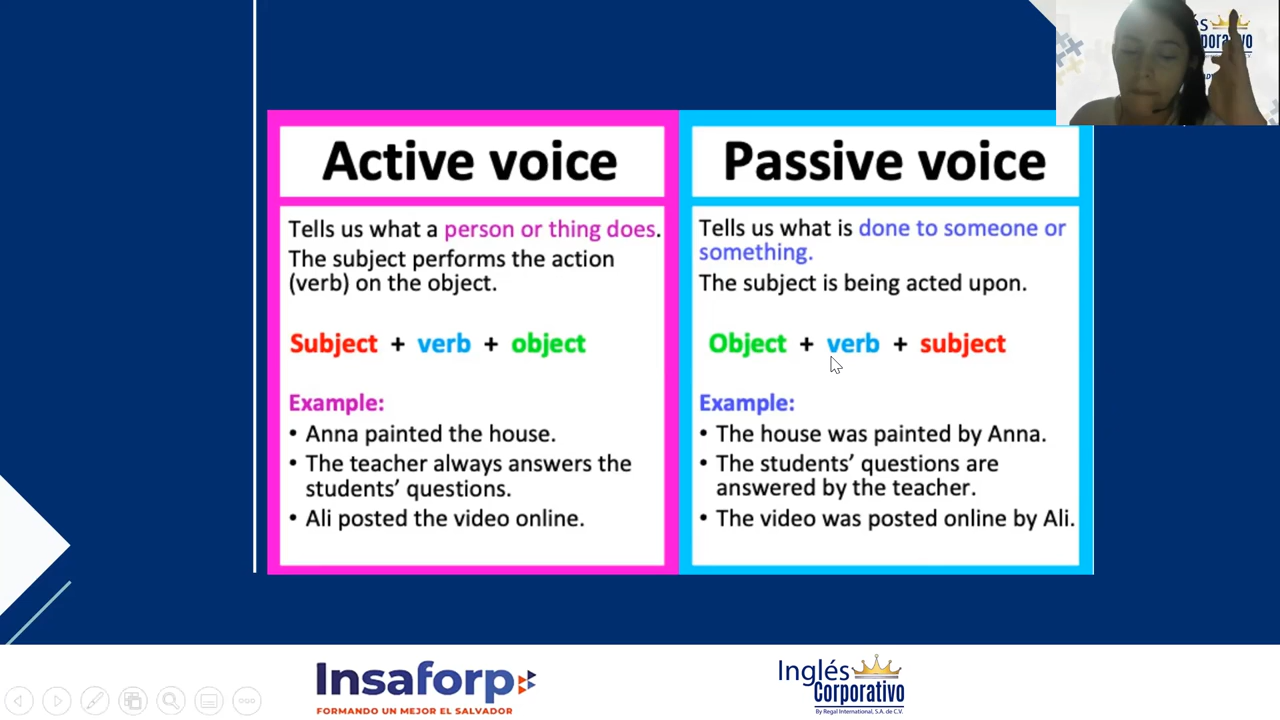 Active voice
Tells us what a person or thing does.
The subject performs the action
(verb) on the object.
Subject + verb + object
Example:
• Anna painted the house.
• The teacher always answers the
students’ questions.
• Ali posted the video online.
Passive voice
Tells us what is done to someone or
something.
The subject is being acted upon.
Object + verb + subject
Example:
• The house was painted by Anna.
• The students’ questions are
answered by the teacher.
• The video was posted online by Ali.
Insaforp
FORMANDO UN MEJOR EL SALVADOR
Inglés
Corporativo
By Regal International, S.A. de C.V.